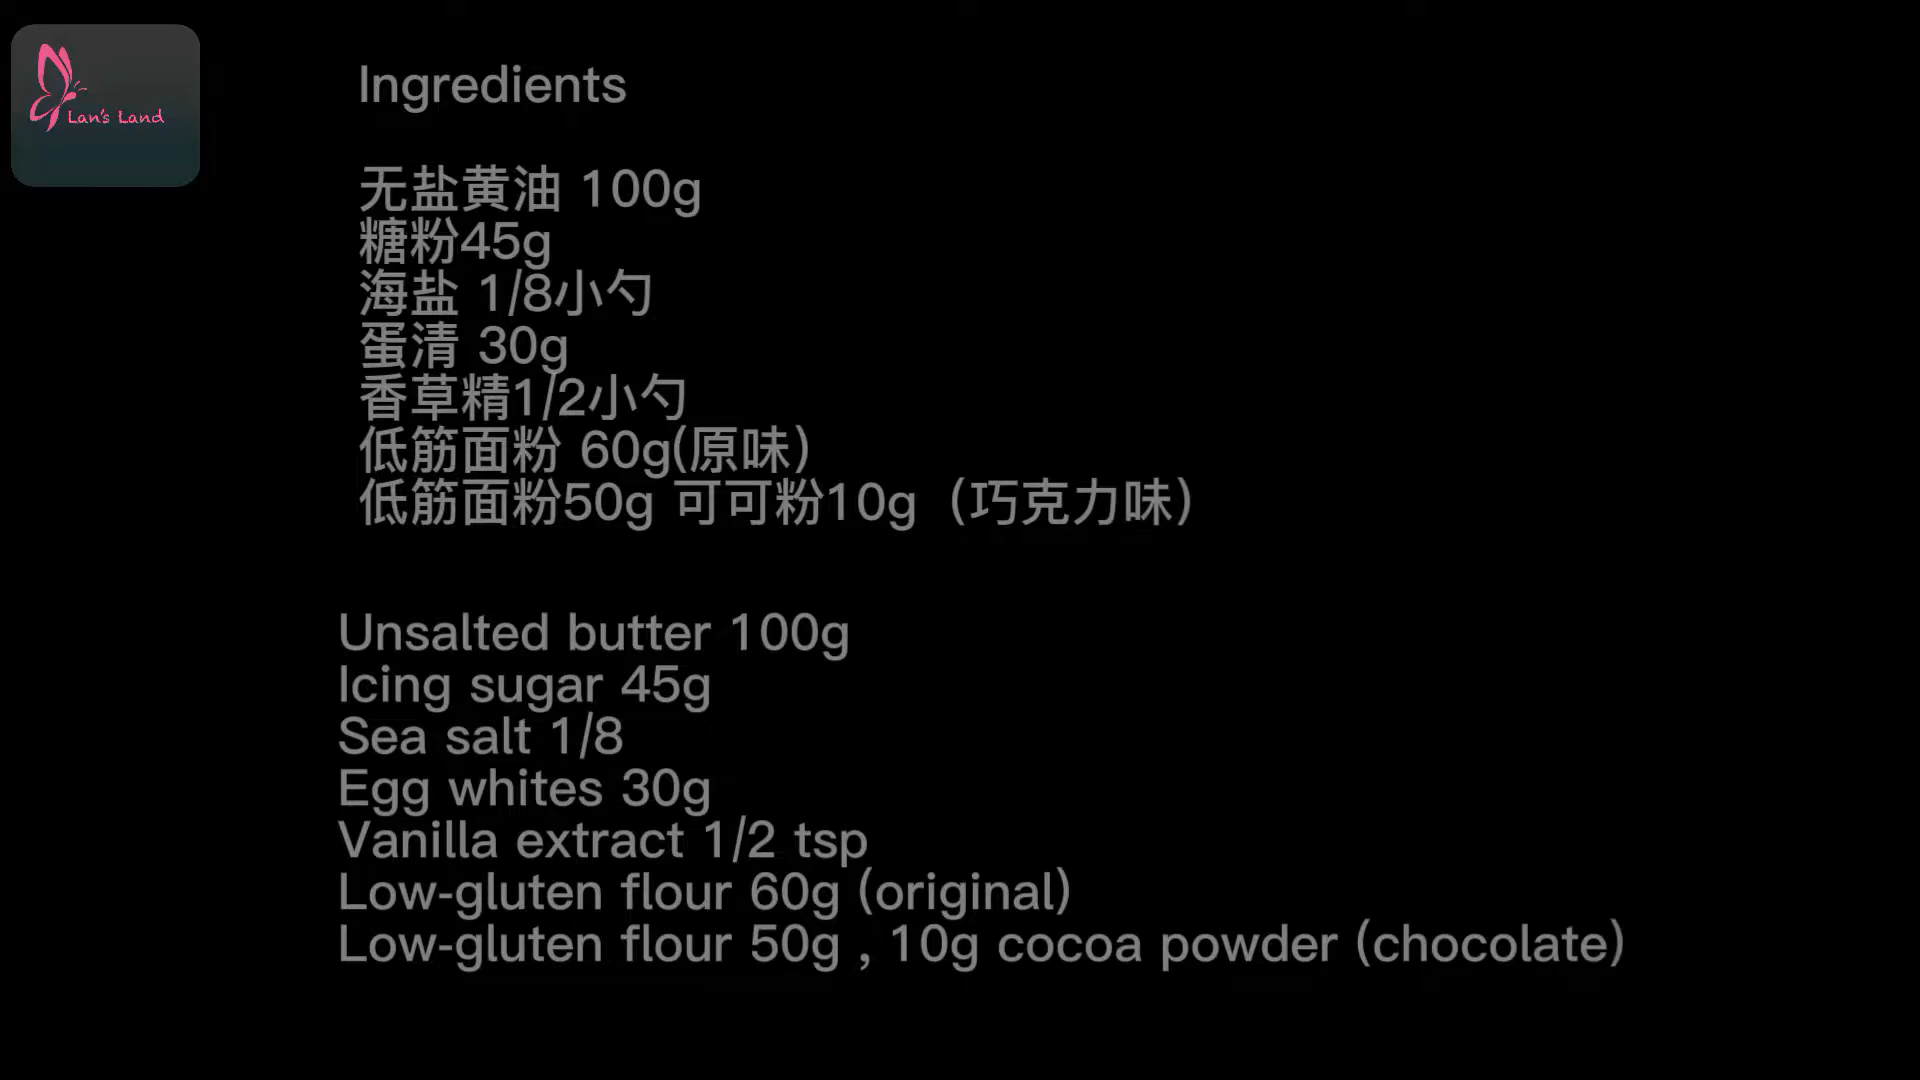 Lan's Land
Ingredients
无盐黄油 100g
糖粉45g
海盐 1/8小勺
蛋清 30g
香草精1/2小勺
低筋面粉 60g(原味）
低筋面粉50g 可可粉10g（巧克力味）
Unsalted butter 100g
Icing sugar 45g
Sea salt 1/8
Egg whites 30g
Vanilla extract 1/2 tsp
Low-gluten flour 60g (original)
Low-gluten flour 50g , 10g cocoa powder (chocolate)